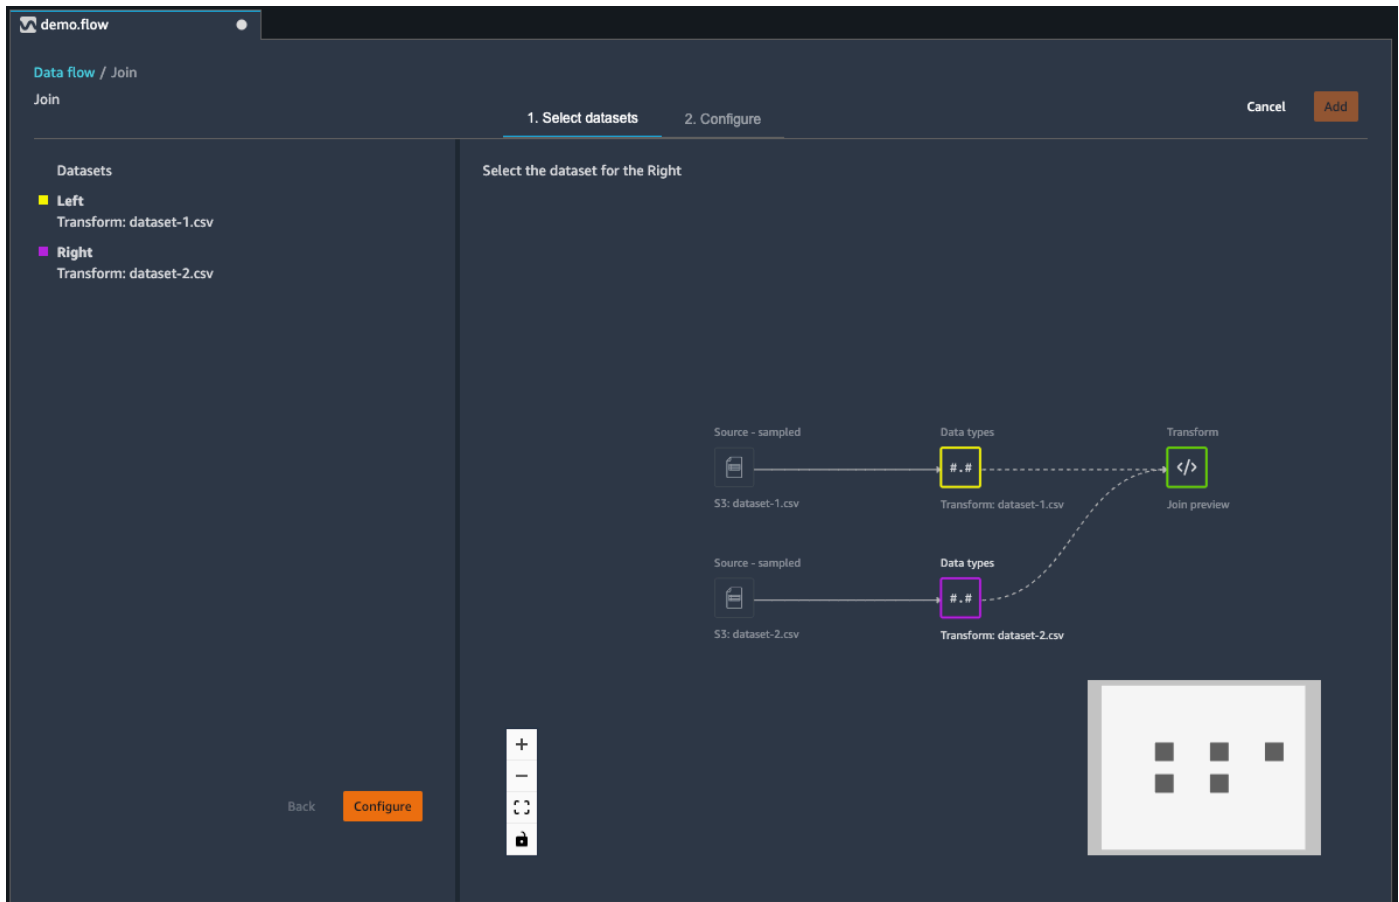 demo.flow
Data flow / Join
Join
1. Select datasets
2. Configure
Cancel
Add
Datasets
Left
Transform: dataset-1.csv
Right
Transform: dataset-2.csv
Back
Configure
Select the dataset for the Right
Source - sampled
Data types
Transform
#.#
</>
S3: dataset-1.csv
Transform: dataset-1.csv
Join preview
Source - sampled
Data types
#.#
S3: dataset-2.csv
Transform: dataset-2.csv